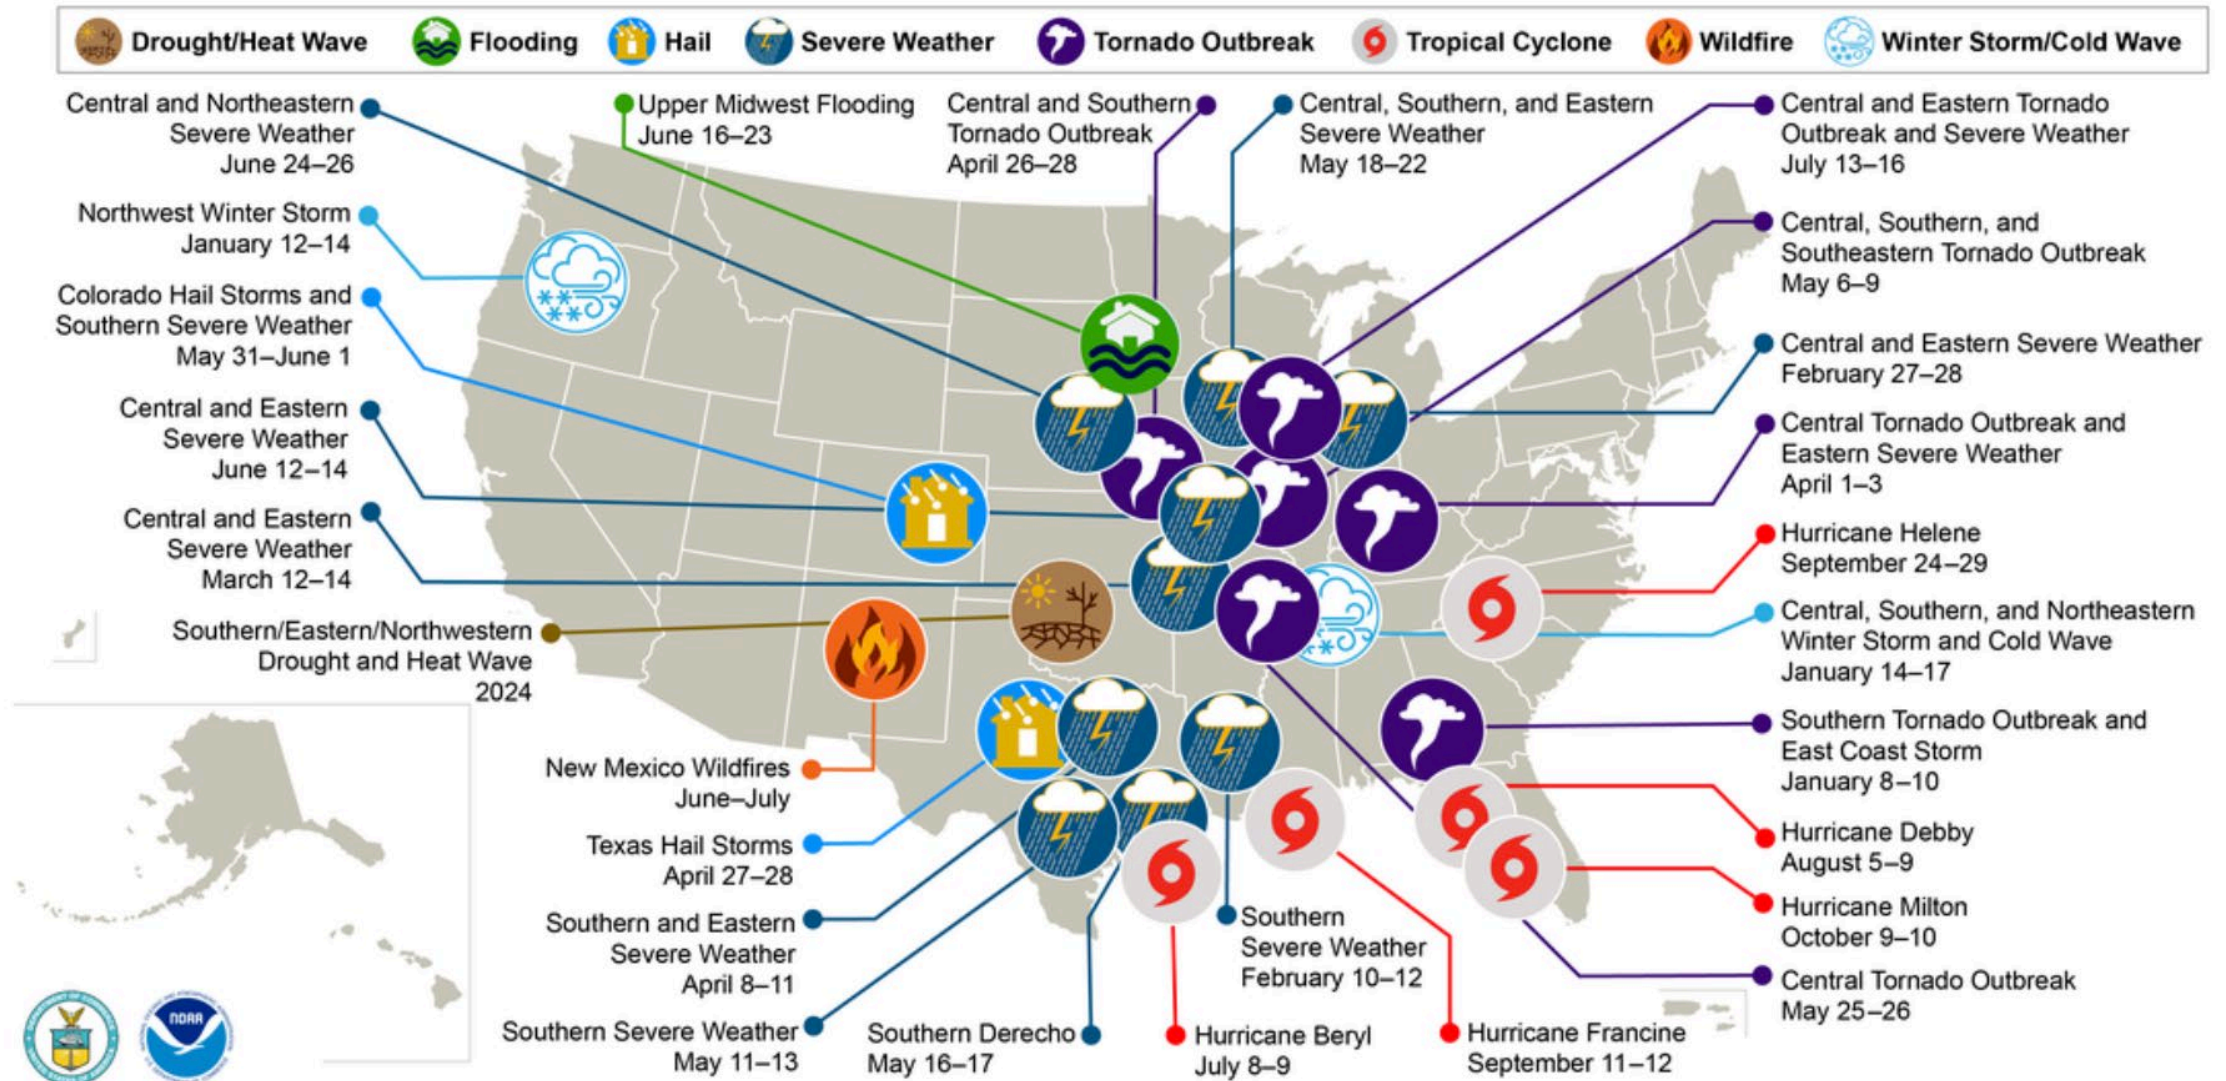 Drought/Heat Wave Flooding Hail Severe Weather Tornado Outbreak Tropical Cyclone Wildfire Winter Storm/Cold Wave
Central and Northeastern
Severe Weather
June 24–26
Upper Midwest Flooding
June 16–23
Central and Southern
Tornado Outbreak
April 26–28
Central, Southern, and Eastern
Severe Weather
May 18–22
Central and Eastern Tornado
Outbreak and Severe Weather
July 13–16
Northwest Winter Storm
January 12–14
Central, Southern, and
Southeastern Tornado Outbreak
May 6–9
Colorado Hail Storms and
Southern Severe Weather
May 31–June 1
Central and Eastern Severe Weather
February 27–28
Central and Eastern
Severe Weather
June 12–14
Central Tornado Outbreak and
Eastern Severe Weather
April 1–3
Central and Eastern
Severe Weather
March 12–14
Hurricane Helene
September 24–29
Southern/Eastern/Northwestern
Drought and Heat Wave
2024
Central, Southern, and Northeastern
Winter Storm and Cold Wave
January 14–17
Southern Tornado Outbreak and
East Coast Storm
January 8–10
New Mexico Wildfires
June–July
Texas Hail Storms
April 27–28
Hurricane Debby
August 5–9
Southern and Eastern
Severe Weather
April 8–11
Southern
Severe Weather
February 10–12
Hurricane Milton
October 9–10
Central Tornado Outbreak
May 25–26
Southern Severe Weather
May 11–13
Southern Derecho
May 16–17
Hurricane Beryl
July 8–9
Hurricane Francine
September 11–12
NOAA